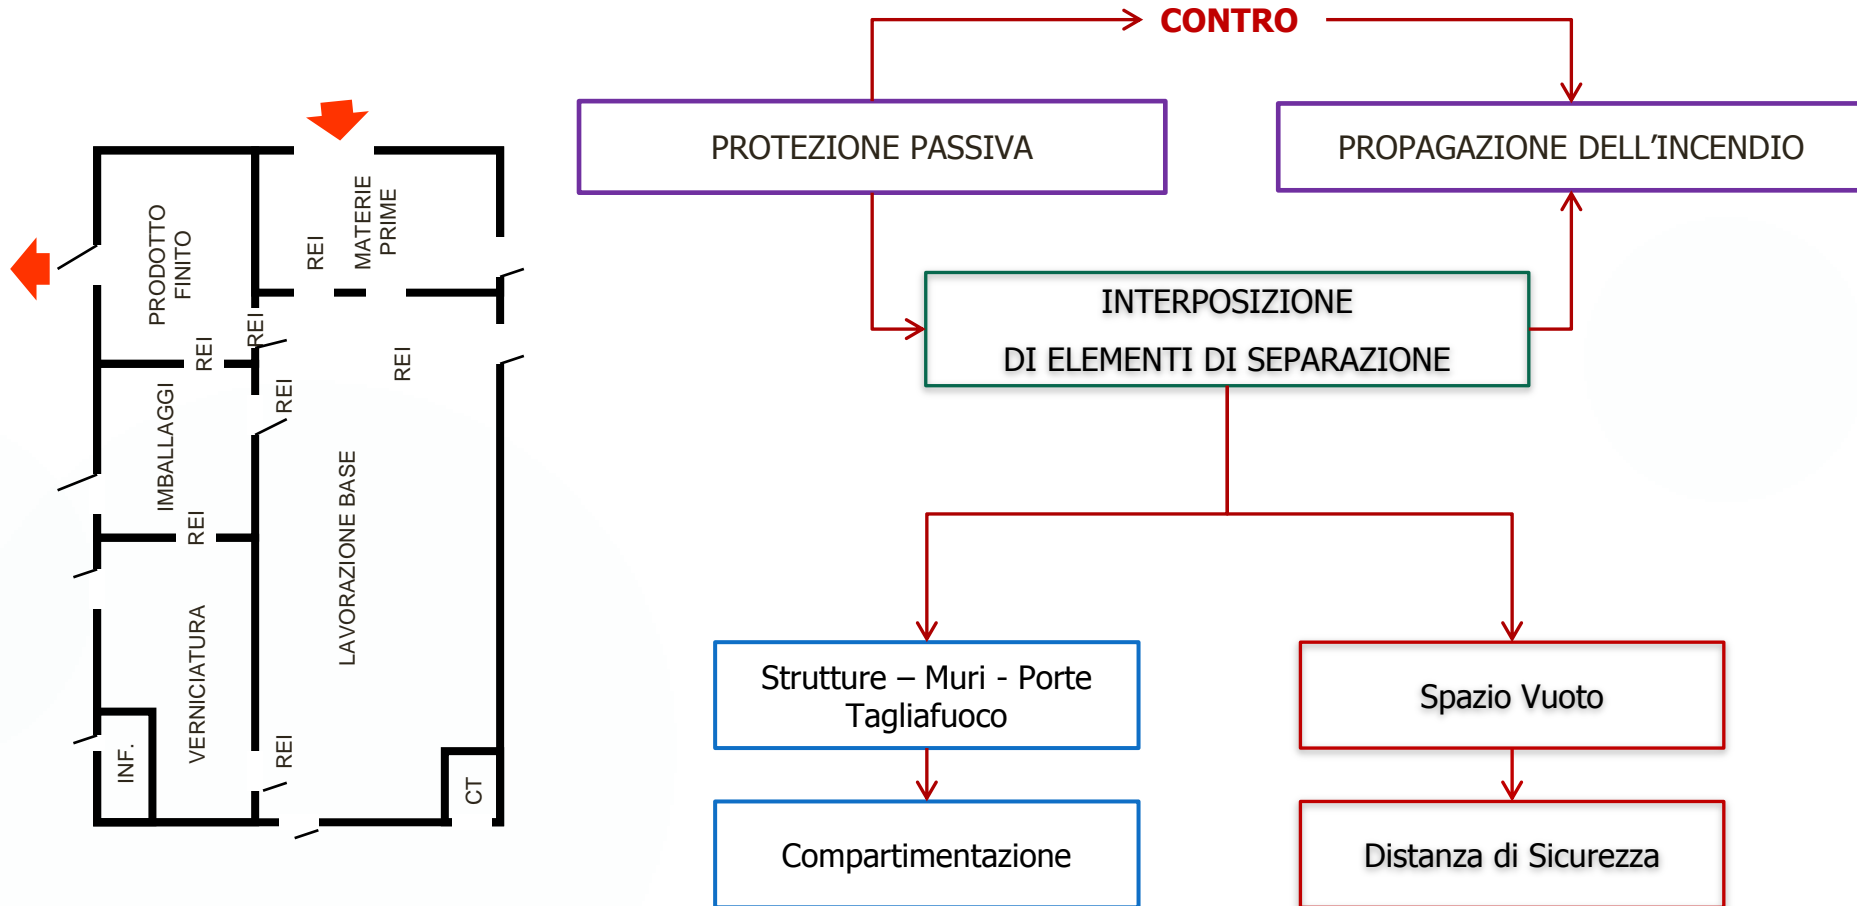 CONTRO
PROTEZIONE PASSIVA
PROPAGAZIONE DELL’INCENDIO
INTERPOSIZIONE
DI ELEMENTI DI SEPARAZIONE
Strutture – Muri - Porte
Tagliafuoco
Spazio Vuoto
Compartimentazione
Distanza di Sicurezza
PRODOTTO
FINITO
REI
MATERIE
PRIME
REI
REI
REI
REI
IMBALLAGGI
REI
LAVORAZIONE BASE
VERNICIATURA
REI
INF.
CT